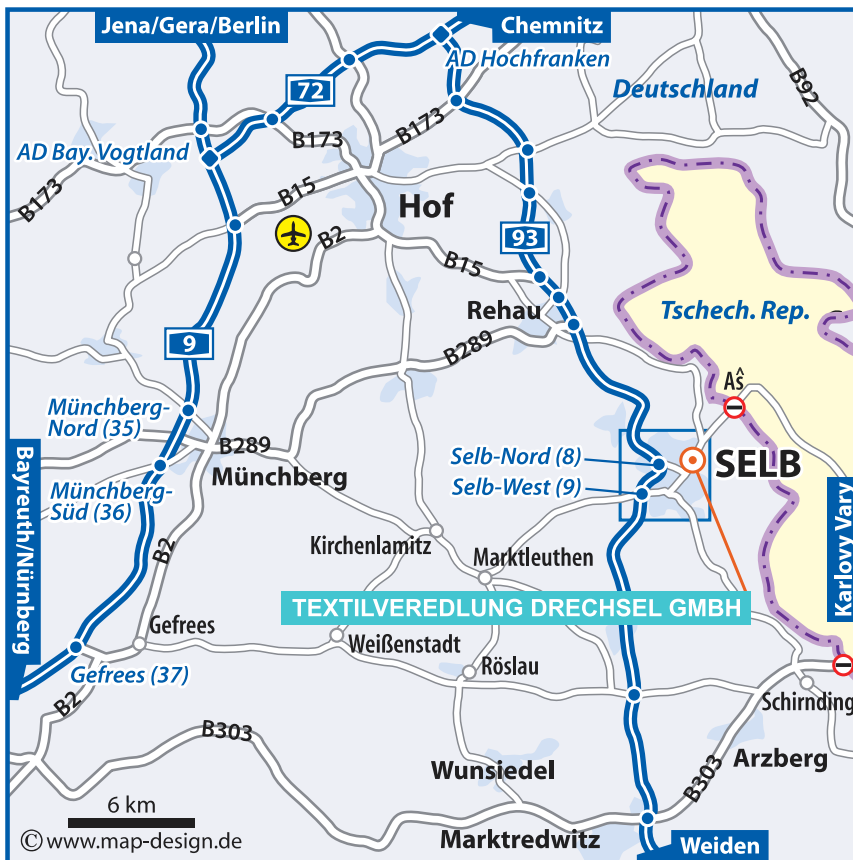 Jena/Gera/Berlin
Chemnitz
AD Hochfranken
72
Deutschland
B92
B173
B173
AD Bay. Vogtland
B173
B15
Hof
B2
93
B15
Rehau
Tschech. Rep.
9
B289
Aŝ
Münchberg-
Nord (35)
B289
Münchberg
Selb-Nord (8)
SELB
Selb-West (9)
Münchberg-
Süd (36)
Bayreuth/Nürnberg
B2
Kirchenlamitz
Marktleuthen
Karlovy Vary
TEXTILVEREDLUNG DRECHSEL GMBH
Gefrees
Weißenstadt
Röslau
Gefrees (37)
B2
Schirnding
B303
Wunsiedel
B303
Arzberg
6 km
Marktredwitz
Weiden
© www.map-design.de